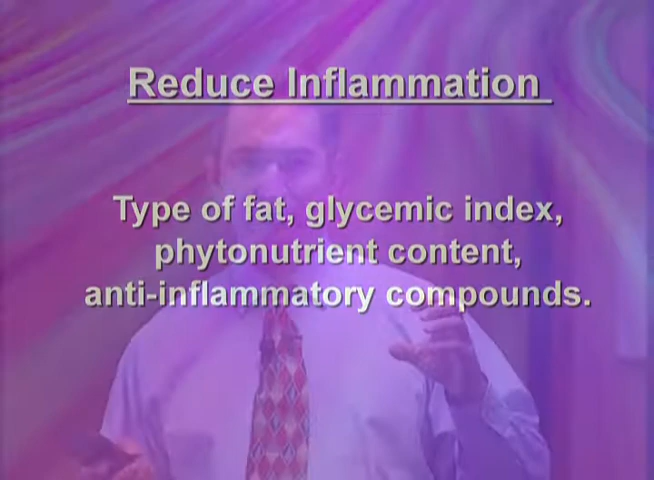 Reduce Inflammation
Type of fat, glycemic index,
phytonutrient content,
anti-inflammatory compounds.